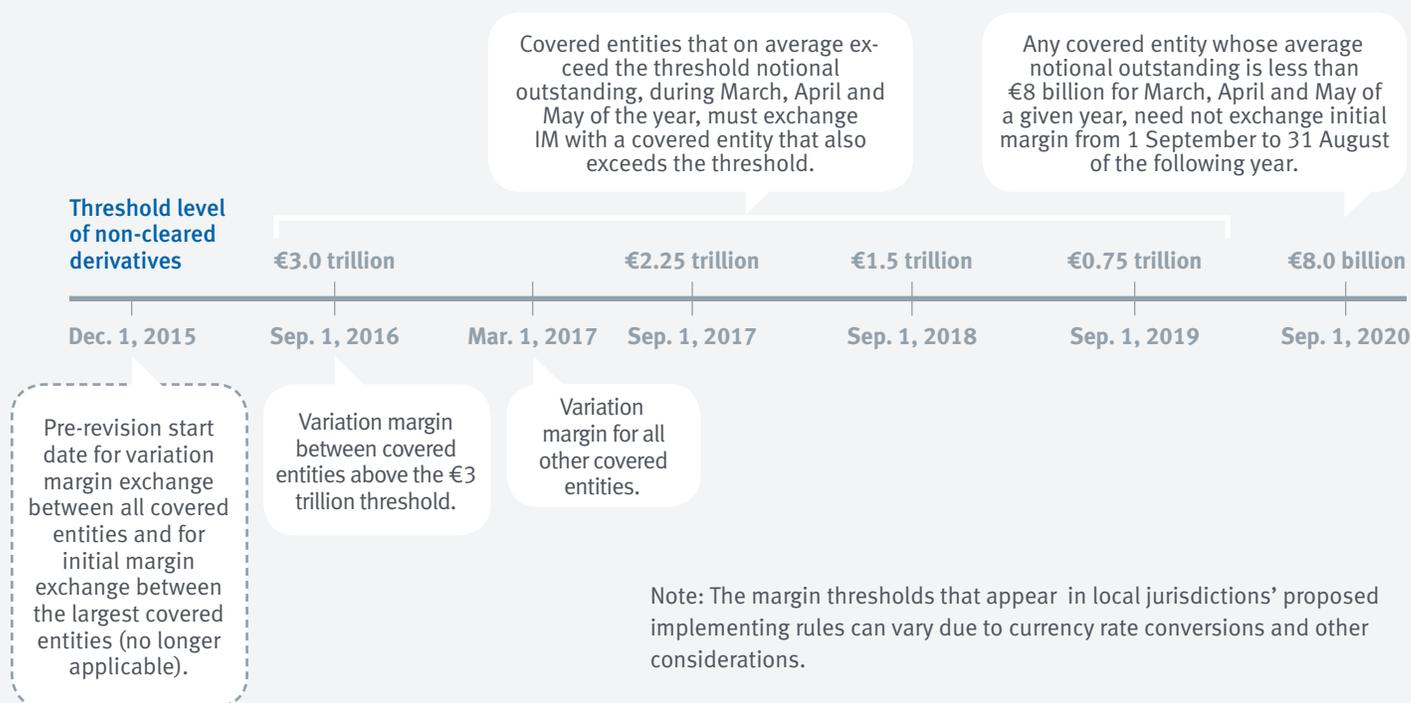 Covered entities that on average ex-
ceed the threshold notional
outstanding, during March, April and
May of the year, must exchange
IM with a covered entity that also
exceeds the threshold.
Any covered entity whose average
notional outstanding is less than
€8 billion for March, April and May of
a given year, need not exchange initial
margin from 1 September to 31 August
of the following year.
Threshold level
of non-cleared
derivatives
€3.0 trillion
€2.25 trillion
€1.5 trillion
€0.75 trillion
€8.0 billion
Dec. 1, 2015
Sep. 1, 2016
Mar. 1, 2017
Sep. 1, 2017
Sep. 1, 2018
Sep. 1, 2019
Sep. 1, 2020
Pre-revision start
date for variation
margin exchange
between all covered
entities and for
initial margin
exchange between
the largest covered
entities (no longer
applicable).
Variation margin
between covered
entities above the €3
trillion threshold.
Variation
margin for all
other covered
entities.
Note: The margin thresholds that appear in local jurisdictions’ proposed
implementing rules can vary due to currency rate conversions and other
considerations.